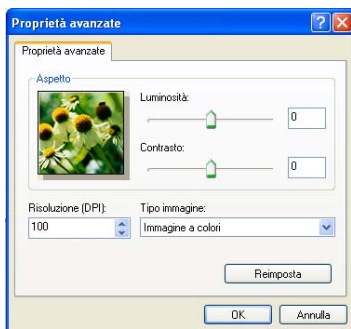 Proprietà avanzate
Proprietà avanzate
Aspetto
Luminosità:
0
Contrasto:
0
Risoluzione (DPI): Tipo immagine:
100 Immagine a colori
Reimposta
OK Annulla